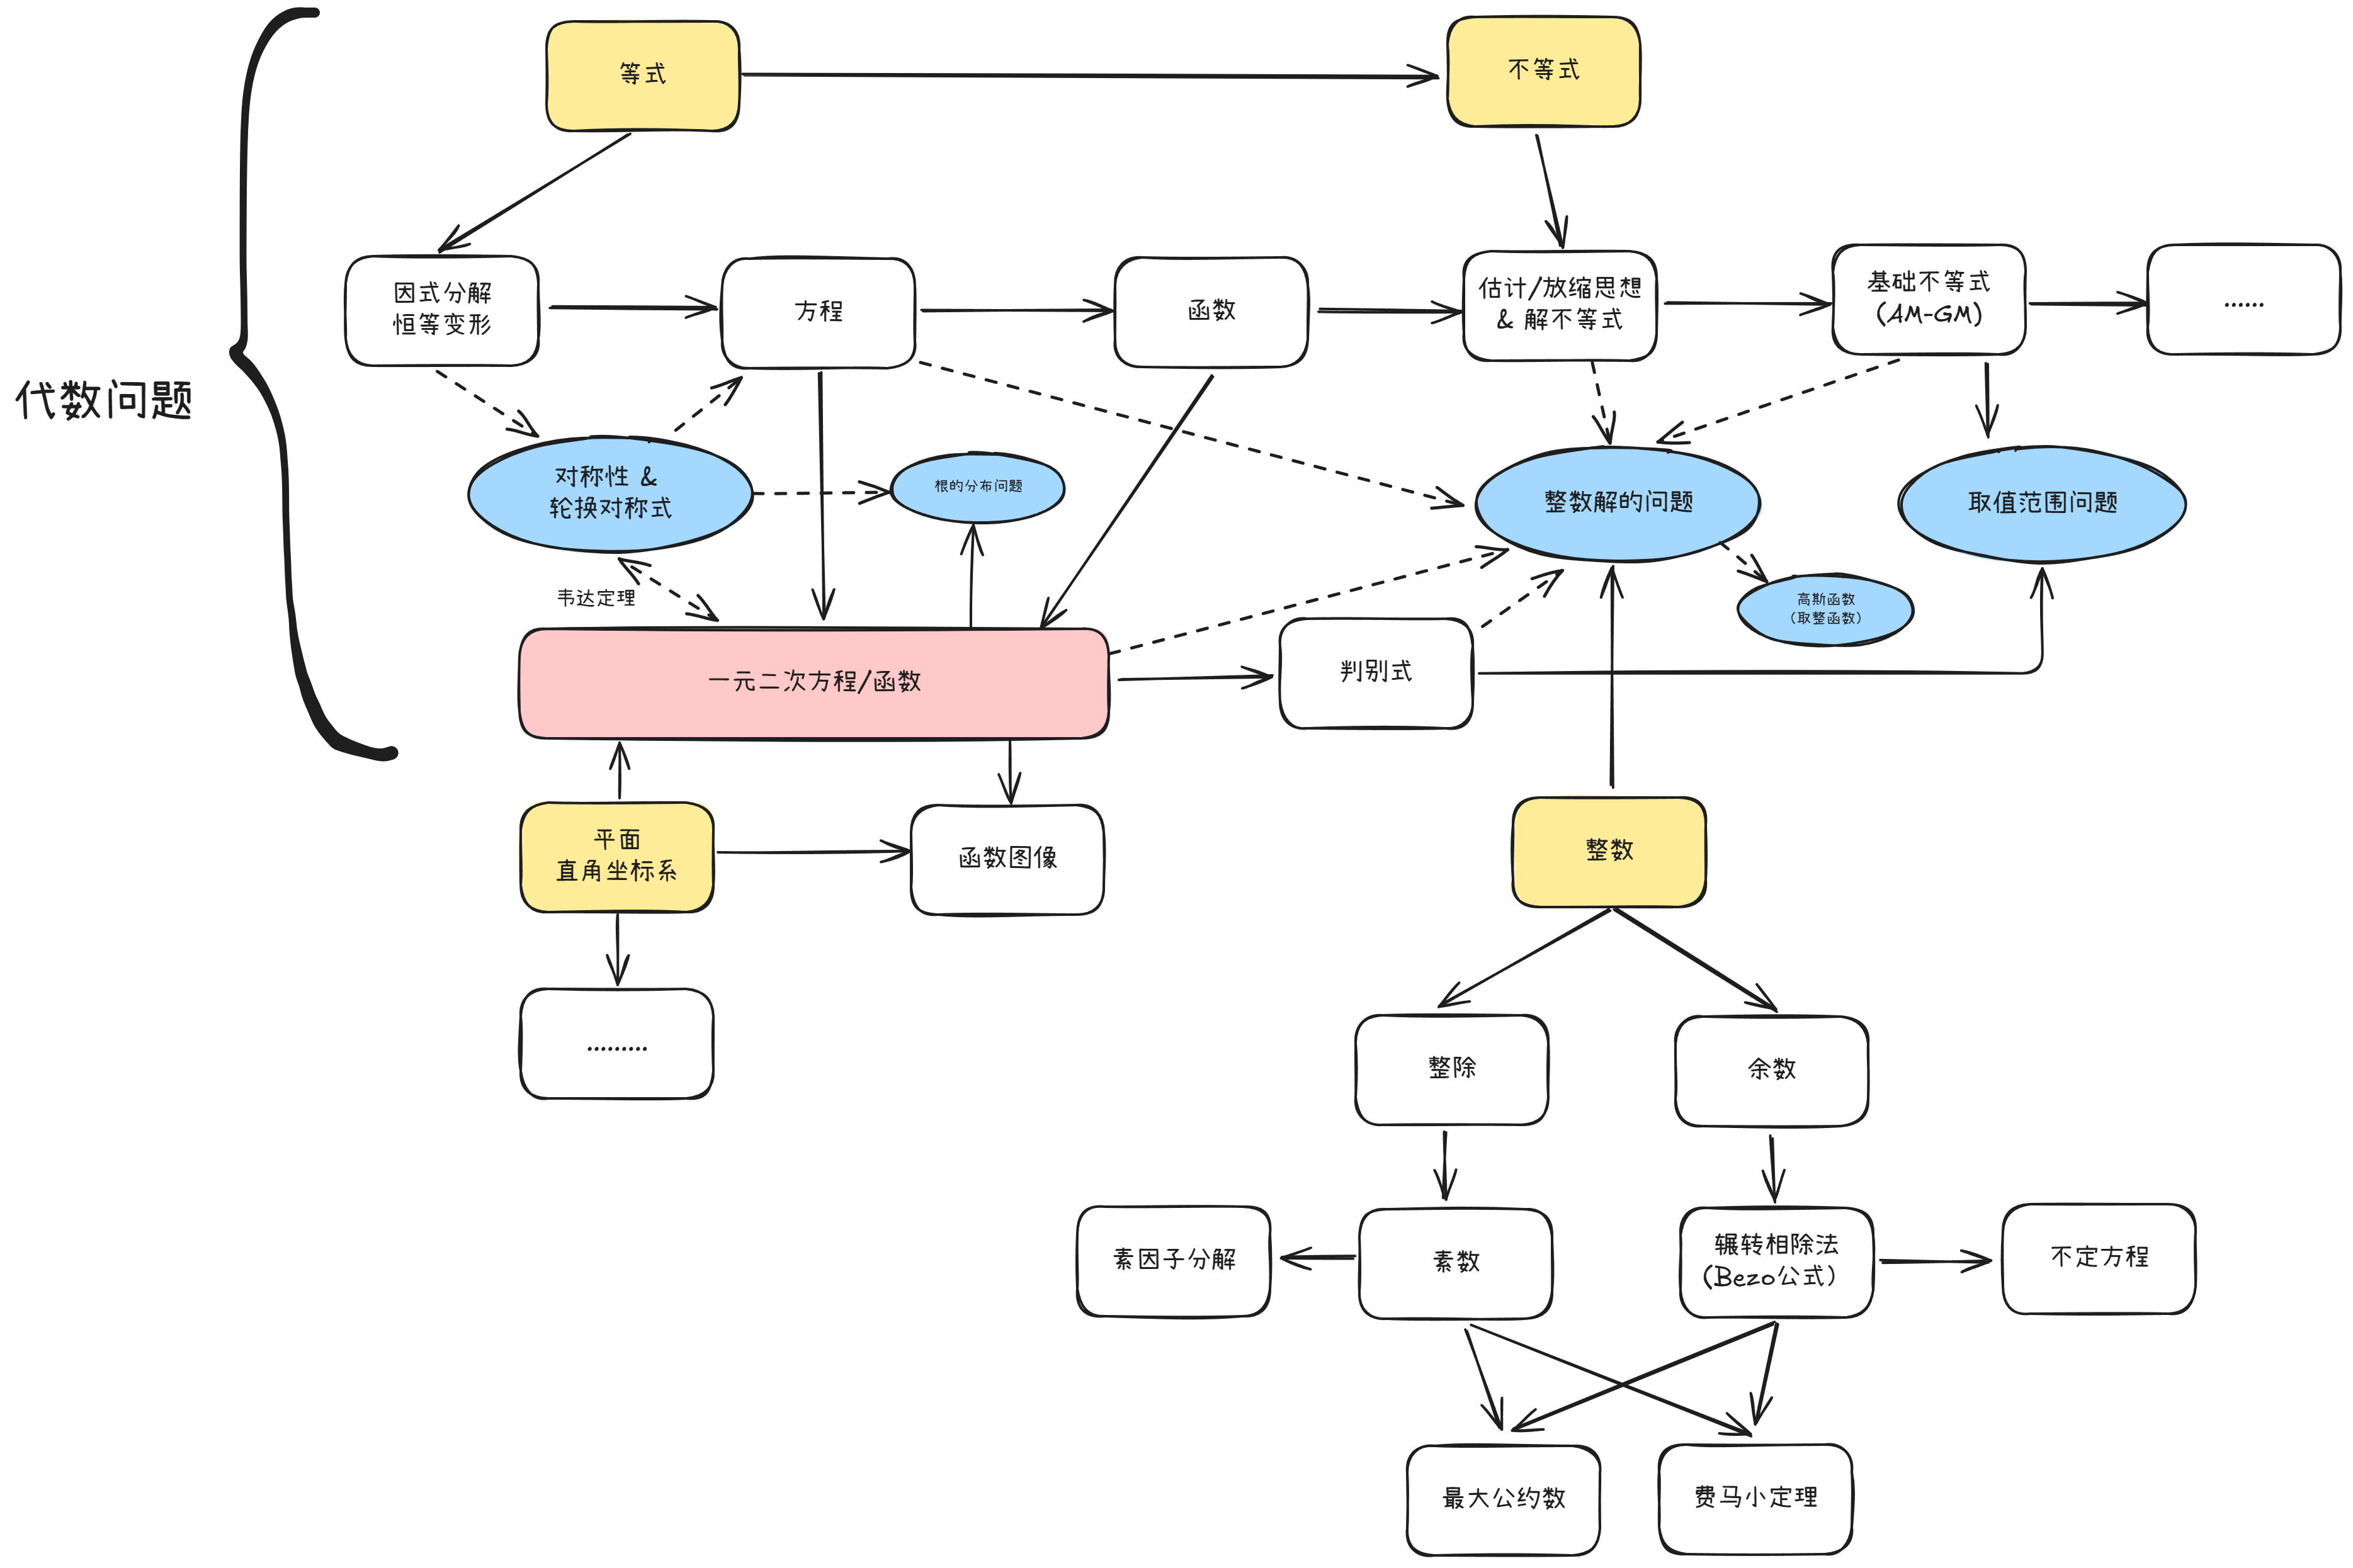 等式
不等式
因式分解
恒等变形
方程
函数
估计/放缩思想
& 解不等式
基础不等式
(AM-GM)
......
代数问题
对称性 &
轮换对称式
根的分布问题
整数解的问题
取值范围问题
韦达定理
高斯函数
(取整函数)
一元二次方程/函数
判别式
平面
直角坐标系
函数图像
整数
.........
整除
余数
素因子分解
素数
辗转相除法
(Bezo公式)
不定方程
最大公约数
费马小定理